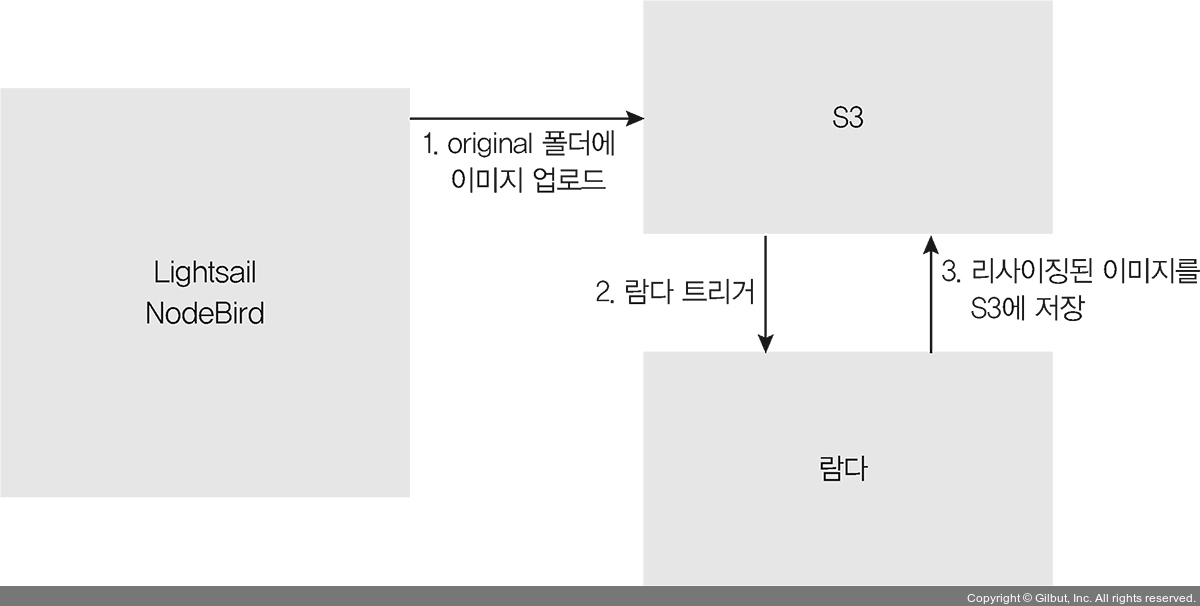 S3
1. original 폴더에
이미지 업로드
Lightsail
NodeBird
2. 람다 트리거
3. 리사이징된 이미지를
S3에 저장
람다
Copyright © Gilbut, Inc. All rights reserved.